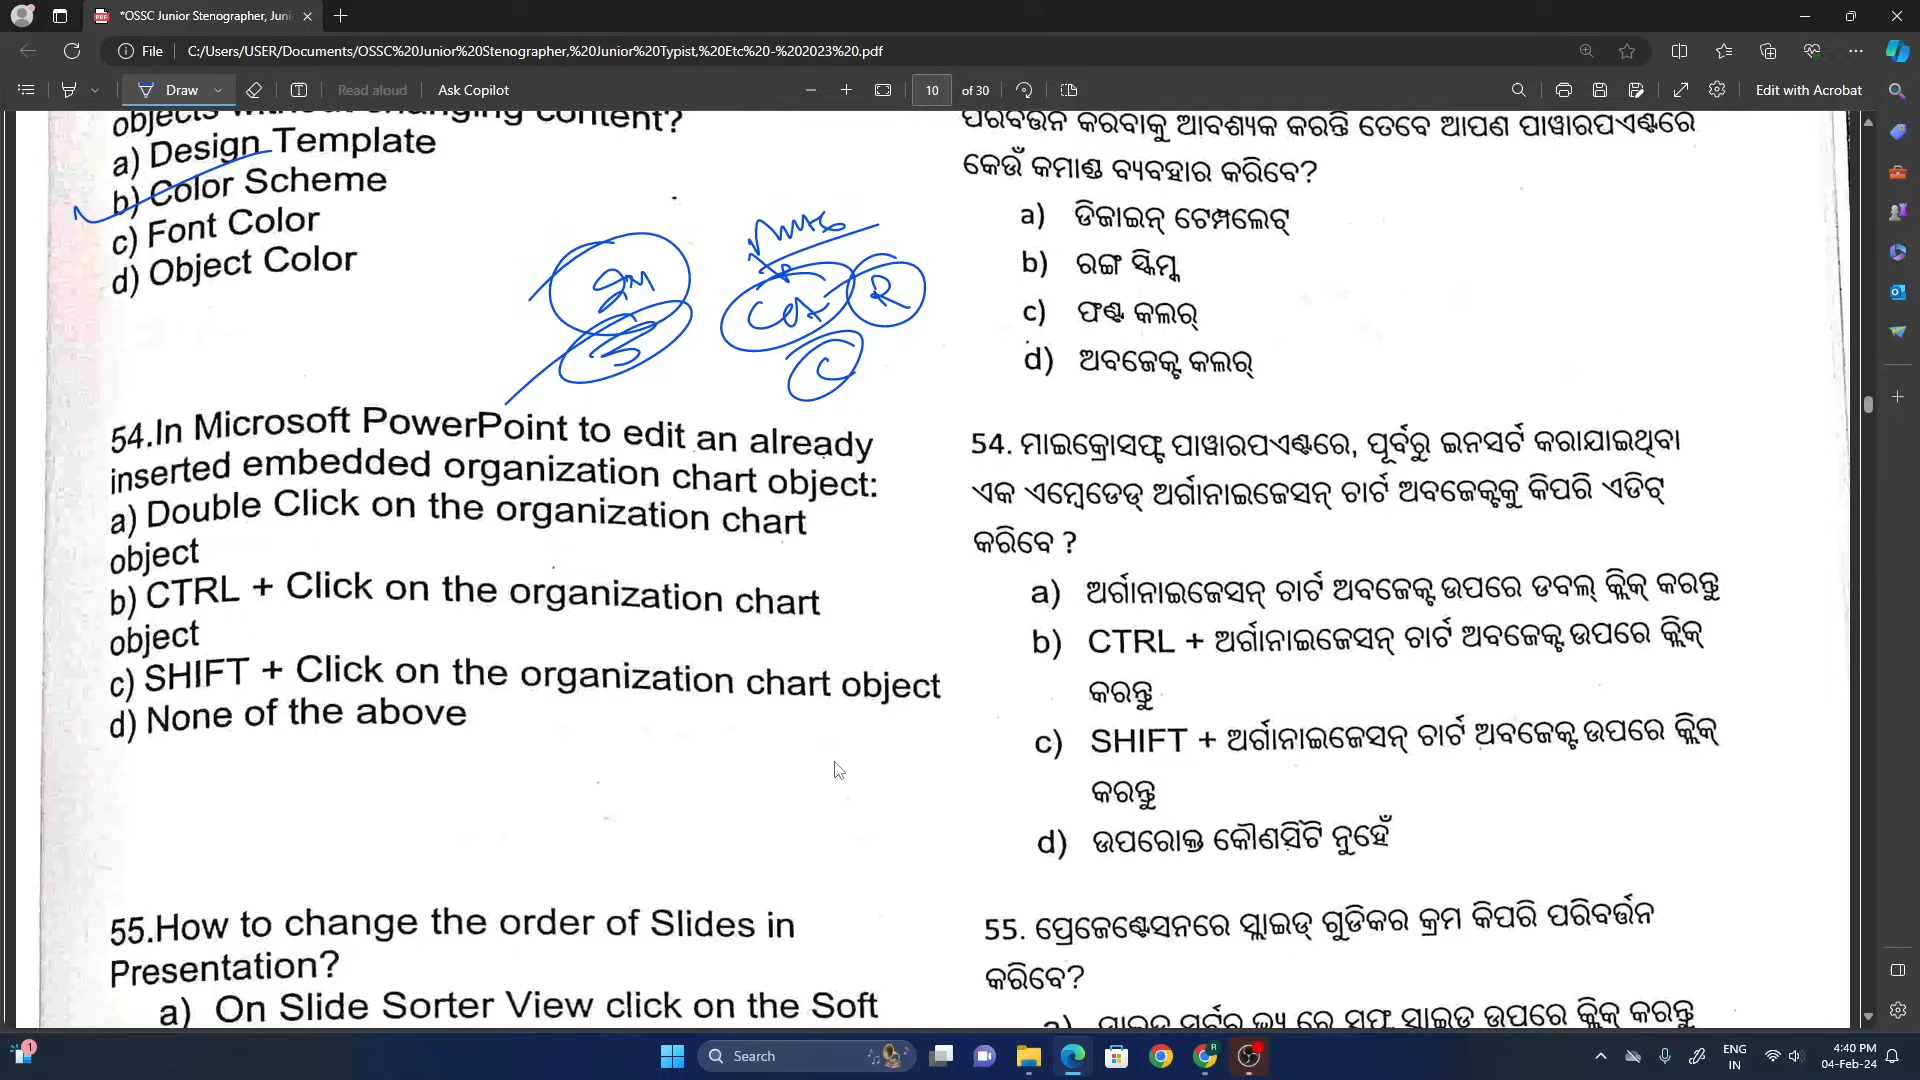 *OSSC Junior Stenographer, Juni
File
C:/Users/USER/Documents/OSSC%20Junior%20Stenographer,%20Junior%20Typist,%20Etc%20-%202023%20.pdf
Draw
Read aloud
Ask Copilot
10
of 30
Edit with Acrobat
objects without changing content?
a) Design Template
b) Color Scheme
c) Font Color
d) Object Color
54.In Microsoft PowerPoint to edit an already
inserted embedded organization chart object:
a) Double Click on the organization chart
object
b) CTRL + Click on the organization chart
object
c) SHIFT + Click on the organization chart object
d) None of the above
55.How to change the order of Slides in
Presentation?
a) On Slide Sorter View click on the Soft
ପରିବର୍ତ୍ତନ କରିବାକୁ ଆବଶ୍ୟକ କରନ୍ତି ତେବେ ଆପଣ ପାୱାରପଏଣ୍ଟରେ
କେଉଁ କମାଣ୍ଡ ବ୍ୟବହାର କରିବେ?
a) ଡିଜାଇନ୍ ଟେମ୍ପଲେଟ୍
b) ରଙ୍ଗ ସ୍କିମ୍କ
c) ଫଣ୍ଟ କଲର୍
d) ଅବଜେକ୍ଟ କଲର୍
54. ମାଇକ୍ରୋସଫ୍ଟ ପାୱାରପଏଣ୍ଟରେ, ପୂର୍ବରୁ ଇନସର୍ଟ କରାଯାଇଥିବା
ଏକ ଏମ୍ବେଡେଡ୍ ଅର୍ଗାନାଇଜେସନ୍ ଚାର୍ଟ ଅବଜେକ୍ଟକୁ କିପରି ଏଡିଟ୍
କରିବେ ?
a) ଅର୍ଗାନାଇଜେସନ୍ ଚାର୍ଟ ଅବଜେକ୍ଟ ଉପରେ ଡବଲ୍ କ୍ଲିକ୍ କରନ୍ତୁ
b) CTRL + ଅର୍ଗାନାଇଜେସନ୍ ଚାର୍ଟ ଅବଜେକ୍ଟ ଉପରେ କ୍ଲିକ୍
କରନ୍ତୁ
c) SHIFT + ଅର୍ଗାନାଇଜେସନ୍ ଚାର୍ଟ ଅବଜେକ୍ଟ ଉପରେ କ୍ଲିକ୍
କରନ୍ତୁ
d) ଉପରୋକ୍ତ କୌଣସିଟି ନୁହେଁ
55. ପ୍ରେଜେଣ୍ଟେସନରେ ସ୍ଲାଇଡ୍ ଗୁଡିକର କ୍ରମ କିପରି ପରିବର୍ତ୍ତନ
କରିବେ?
R
C
1
Search
ENG
IN
4:40 PM
04-Feb-24